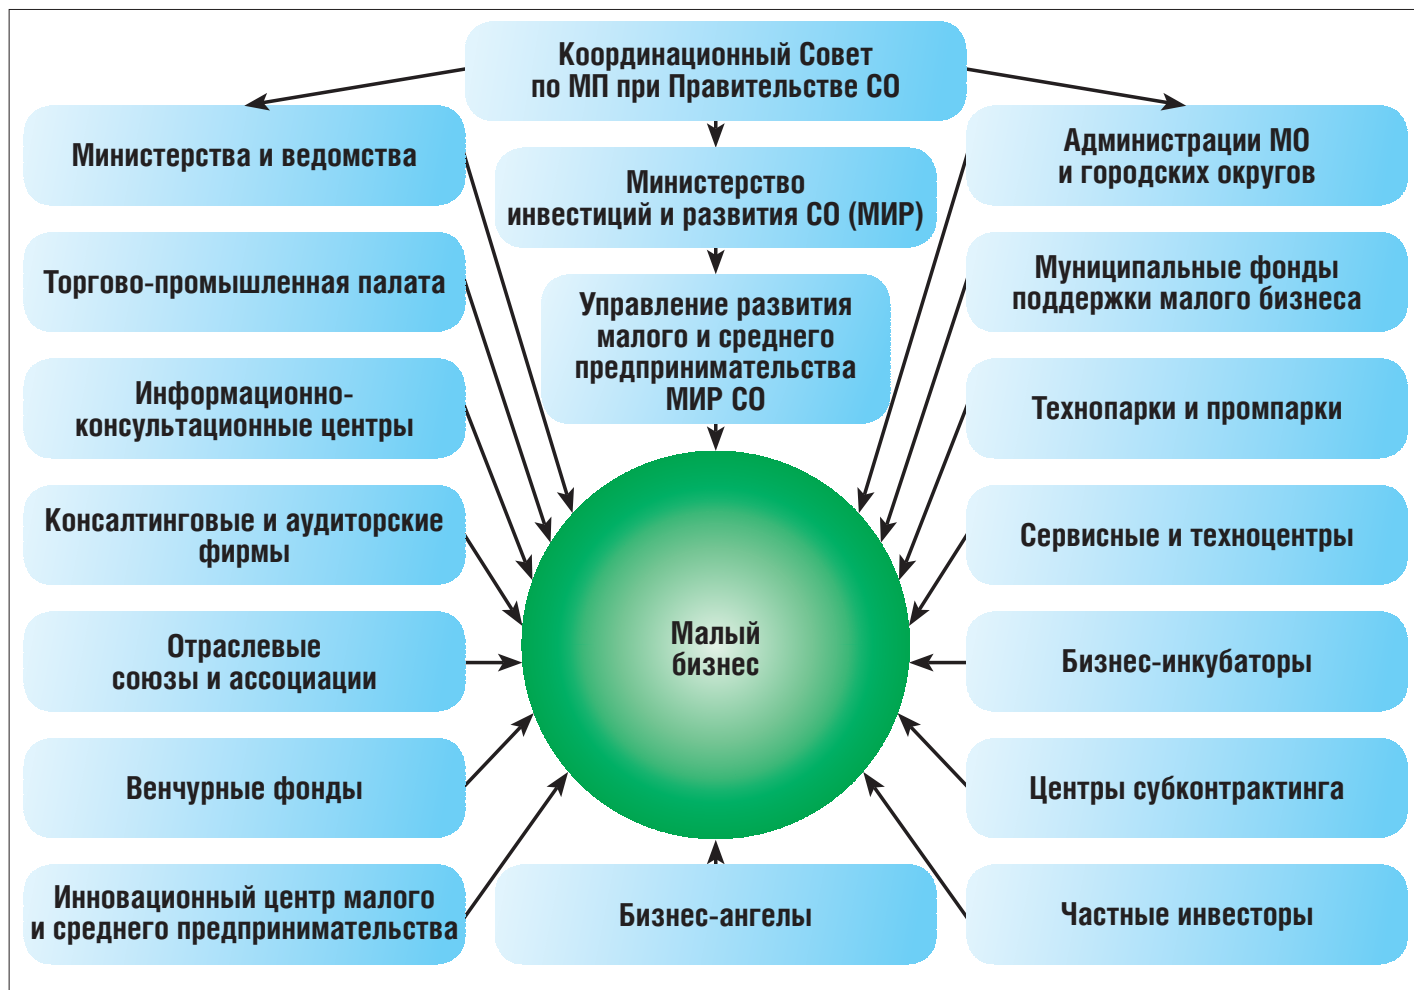 Координационный Совет
по МП при Правительстве СО
Министерства и ведомства
Министерство
инвестиций и развития СО (МИР)
Администрации МО
и городских округов
Торгово-промышленная палата
Управление развития
малого и среднего
предпринимательства
МИР СО
Муниципальные фонды
поддержки малого бизнеса
Информационно-
консультационные центры
Технопарки и промпарки
Консалтинговые и аудиторские
фирмы
Сервисные и техноцентры
Отраслевые
союзы и ассоциации
Малый
бизнес
Бизнес-инкубаторы
Венчурные фонды
Центры субконтрактинга
Инновационный центр малого
и среднего предпринимательства
Бизнес-ангелы
Частные инвесторы